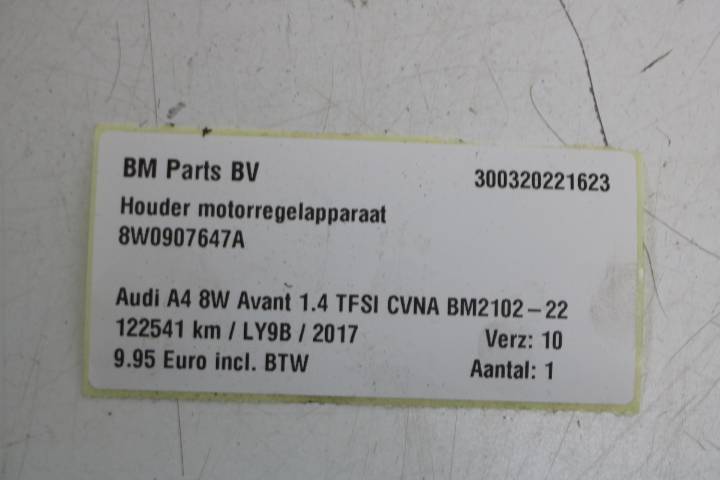 BM Parts BV 300320221623
Houder motorregelapparaat
8W0907647A
Audi A4 8W Avant 1.4 TFSI CVNA BM2102-22
122541 km / LY9B / 2017 Verz: 10
9.95 Euro incl. BTW Aantal: 1